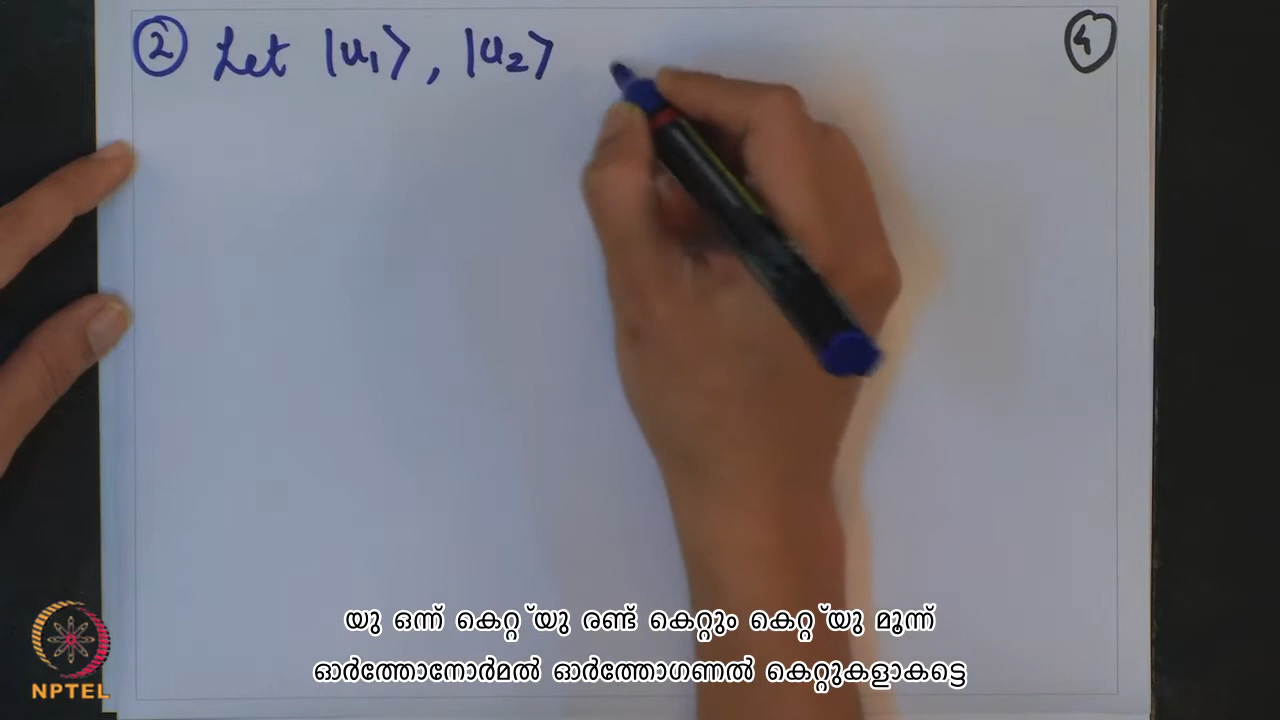 ② Let |u₁⟩, |u₂⟩
④
യു ഒന്ന് കെറ്റ് യു രണ്ട് കെറ്റും കെറ്റ് യു മൂന്ന്
ഓർത്തോനോർമൽ ഓർത്തോഗണൽ കെറ്റുകളാകട്ടെ
NPTEL